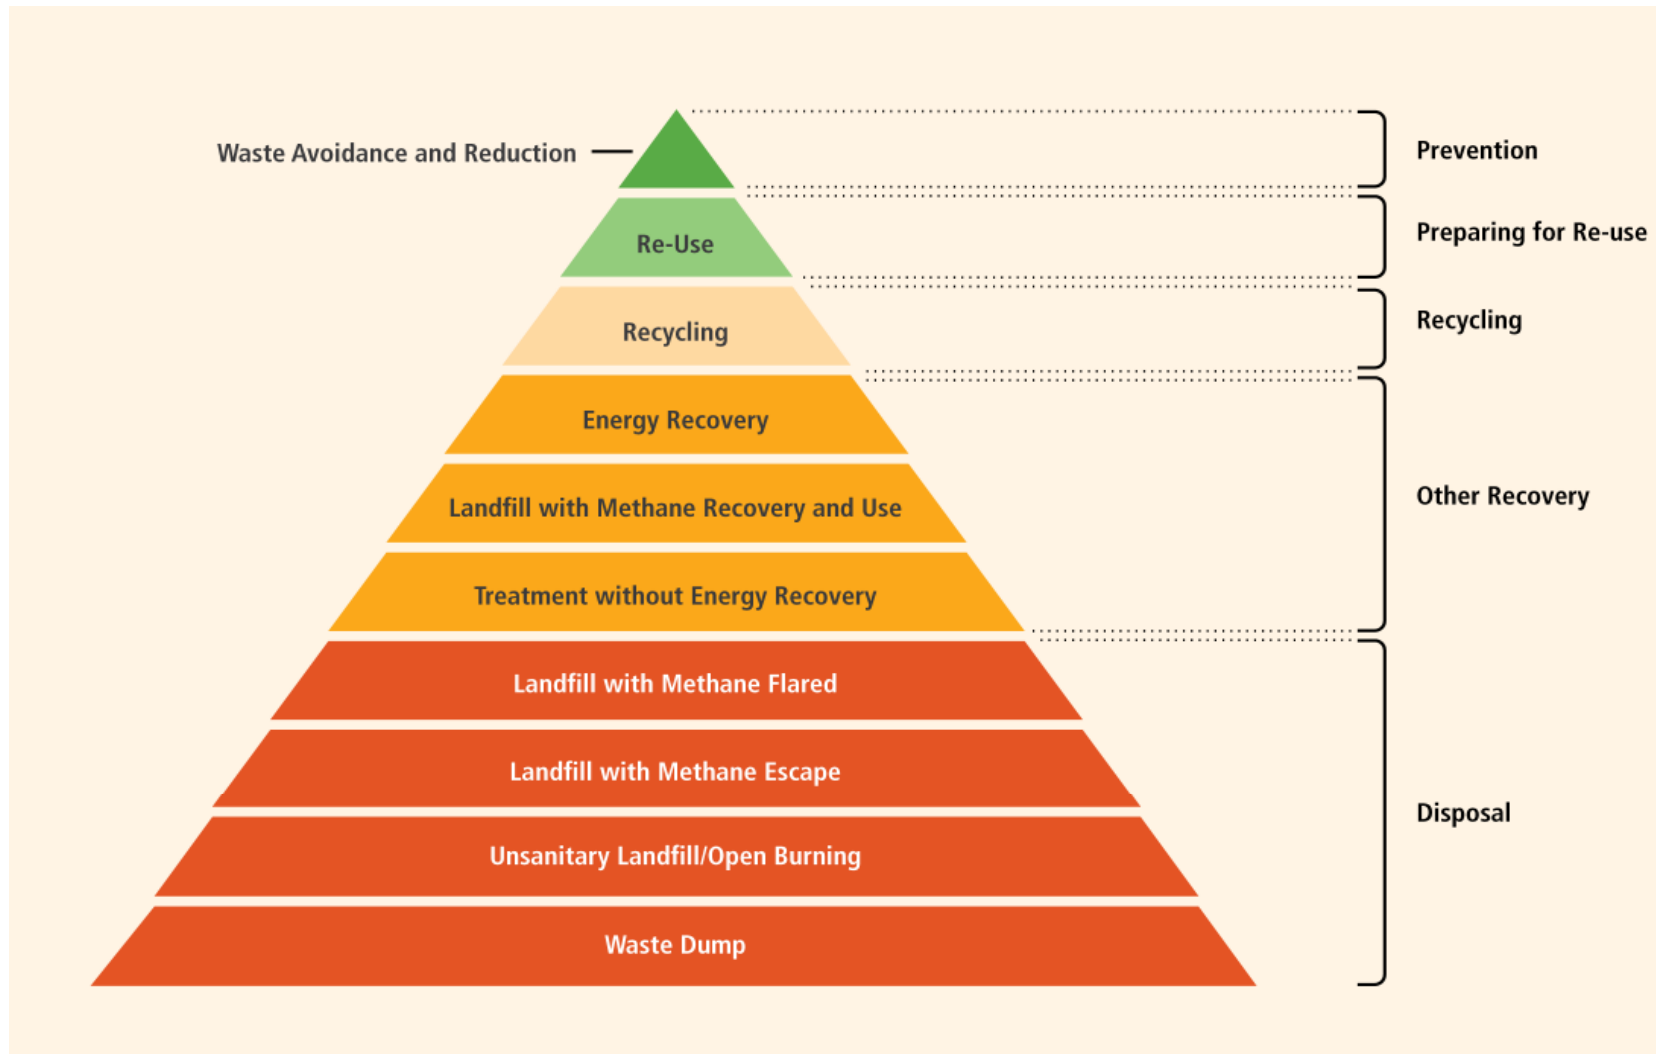 Waste Avoidance and Reduction
Prevention
Re-Use
Preparing for Re-use
Recycling
Recycling
Energy Recovery
Landfill with Methane Recovery and Use
Other Recovery
Treatment without Energy Recovery
Landfill with Methane Flared
Landfill with Methane Escape
Disposal
Unsanitary Landfill/Open Burning
Waste Dump